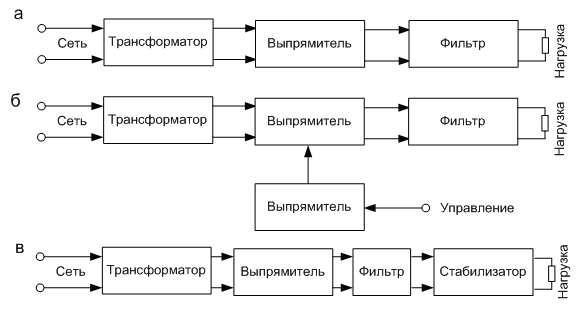 а
Сеть
Трансформатор
Выпрямитель
Фильтр
Нагрузка
б
Сеть
Трансформатор
Выпрямитель
Фильтр
Нагрузка
Выпрямитель
Управление
в
Сеть
Трансформатор
Выпрямитель
Фильтр
Стабилизатор
Нагрузка